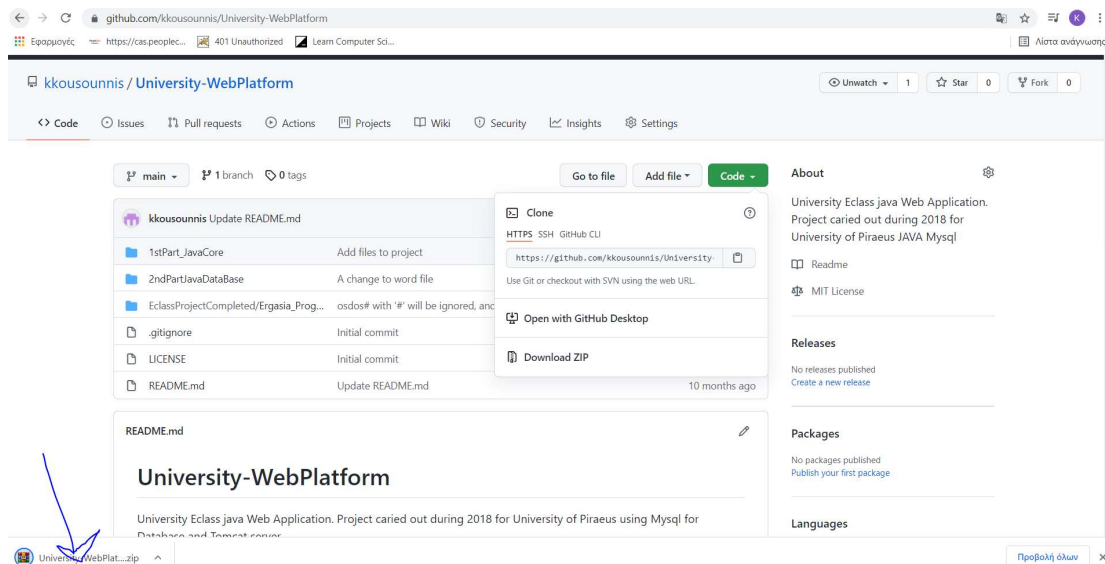 github.com/kkousounnis/University-WebPlatform
K
Εφαρμογές https://cas.peoplec... 401 Unauthorized Learn Computer Sci... Λίστα ανάγνωσης
kkousounnis / University-WebPlatform Unwatch 1 Star 0 Fork 0
Code Issues Pull requests Actions Projects Wiki Security Insights Settings
main 1 branch 0 tags Go to file Add file Code
kkousounnis Update README.md
1stPart_JavaCore Add files to project
2ndPartJavaDataBase A change to word file
EclassProjectCompleted/Ergasia_Prog... osdos# with '#' will be ignored, and
.gitignore Initial commit
LICENSE Initial commit
README.md Update README.md 10 months ago
Clone
HTTPS SSH GitHub CLI
https://github.com/kkousounnis/University-
Use Git or checkout with SVN using the web URL.
Open with GitHub Desktop
Download ZIP
README.md
University-WebPlatform
University Eclass java Web Application. Project caried out during 2018 for University of Piraeus using Mysql for
Database and Tomcat server
About
University Eclass java Web Application.
Project caried out during 2018 for
University of Piraeus JAVA Mysql
Readme
MIT License
Releases
No releases published
Create a new release
Packages
No packages published
Publish your first package
Languages
University-WebPlat....zip Προβολή όλων